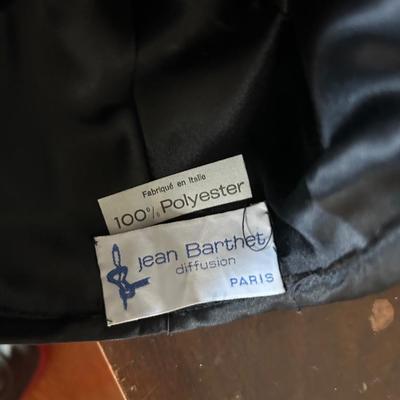 Fabriqué en Italie
100% Polyester
jean Barthet
diffusion
PARIS